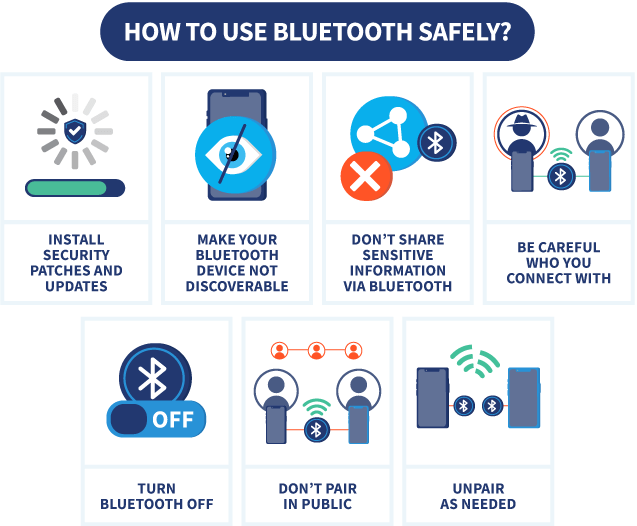 HOW TO USE BLUETOOTH SAFELY?
INSTALL
SECURITY
PATCHES AND
UPDATES
MAKE YOUR
BLUETOOTH
DEVICE NOT
DISCOVERABLE
DON'T SHARE
SENSITIVE
INFORMATION
VIA BLUETOOTH
BE CAREFUL
WHO YOU
CONNECT WITH
OFF
TURN
BLUETOOTH OFF
DON'T PAIR
IN PUBLIC
UNPAIR
AS NEEDED